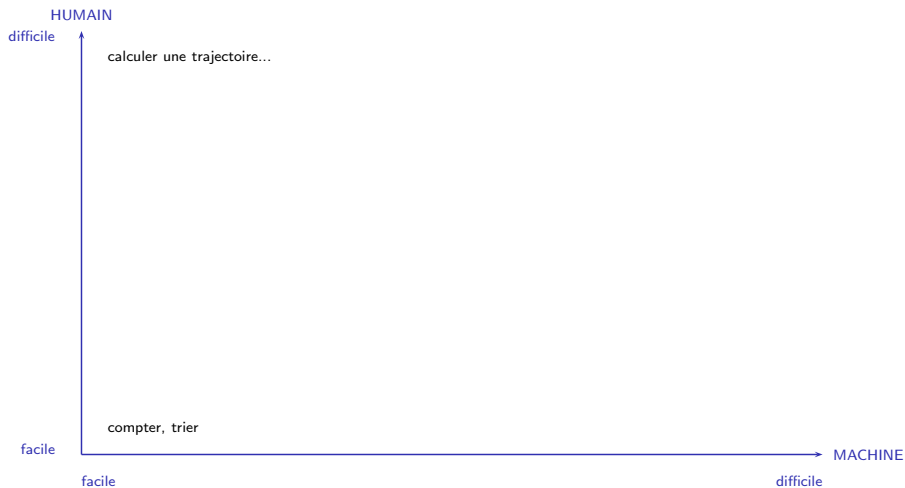 HUMAIN
difficile
calculer une trajectoire...
compter, trier
facile
MACHINE
facile
difficile